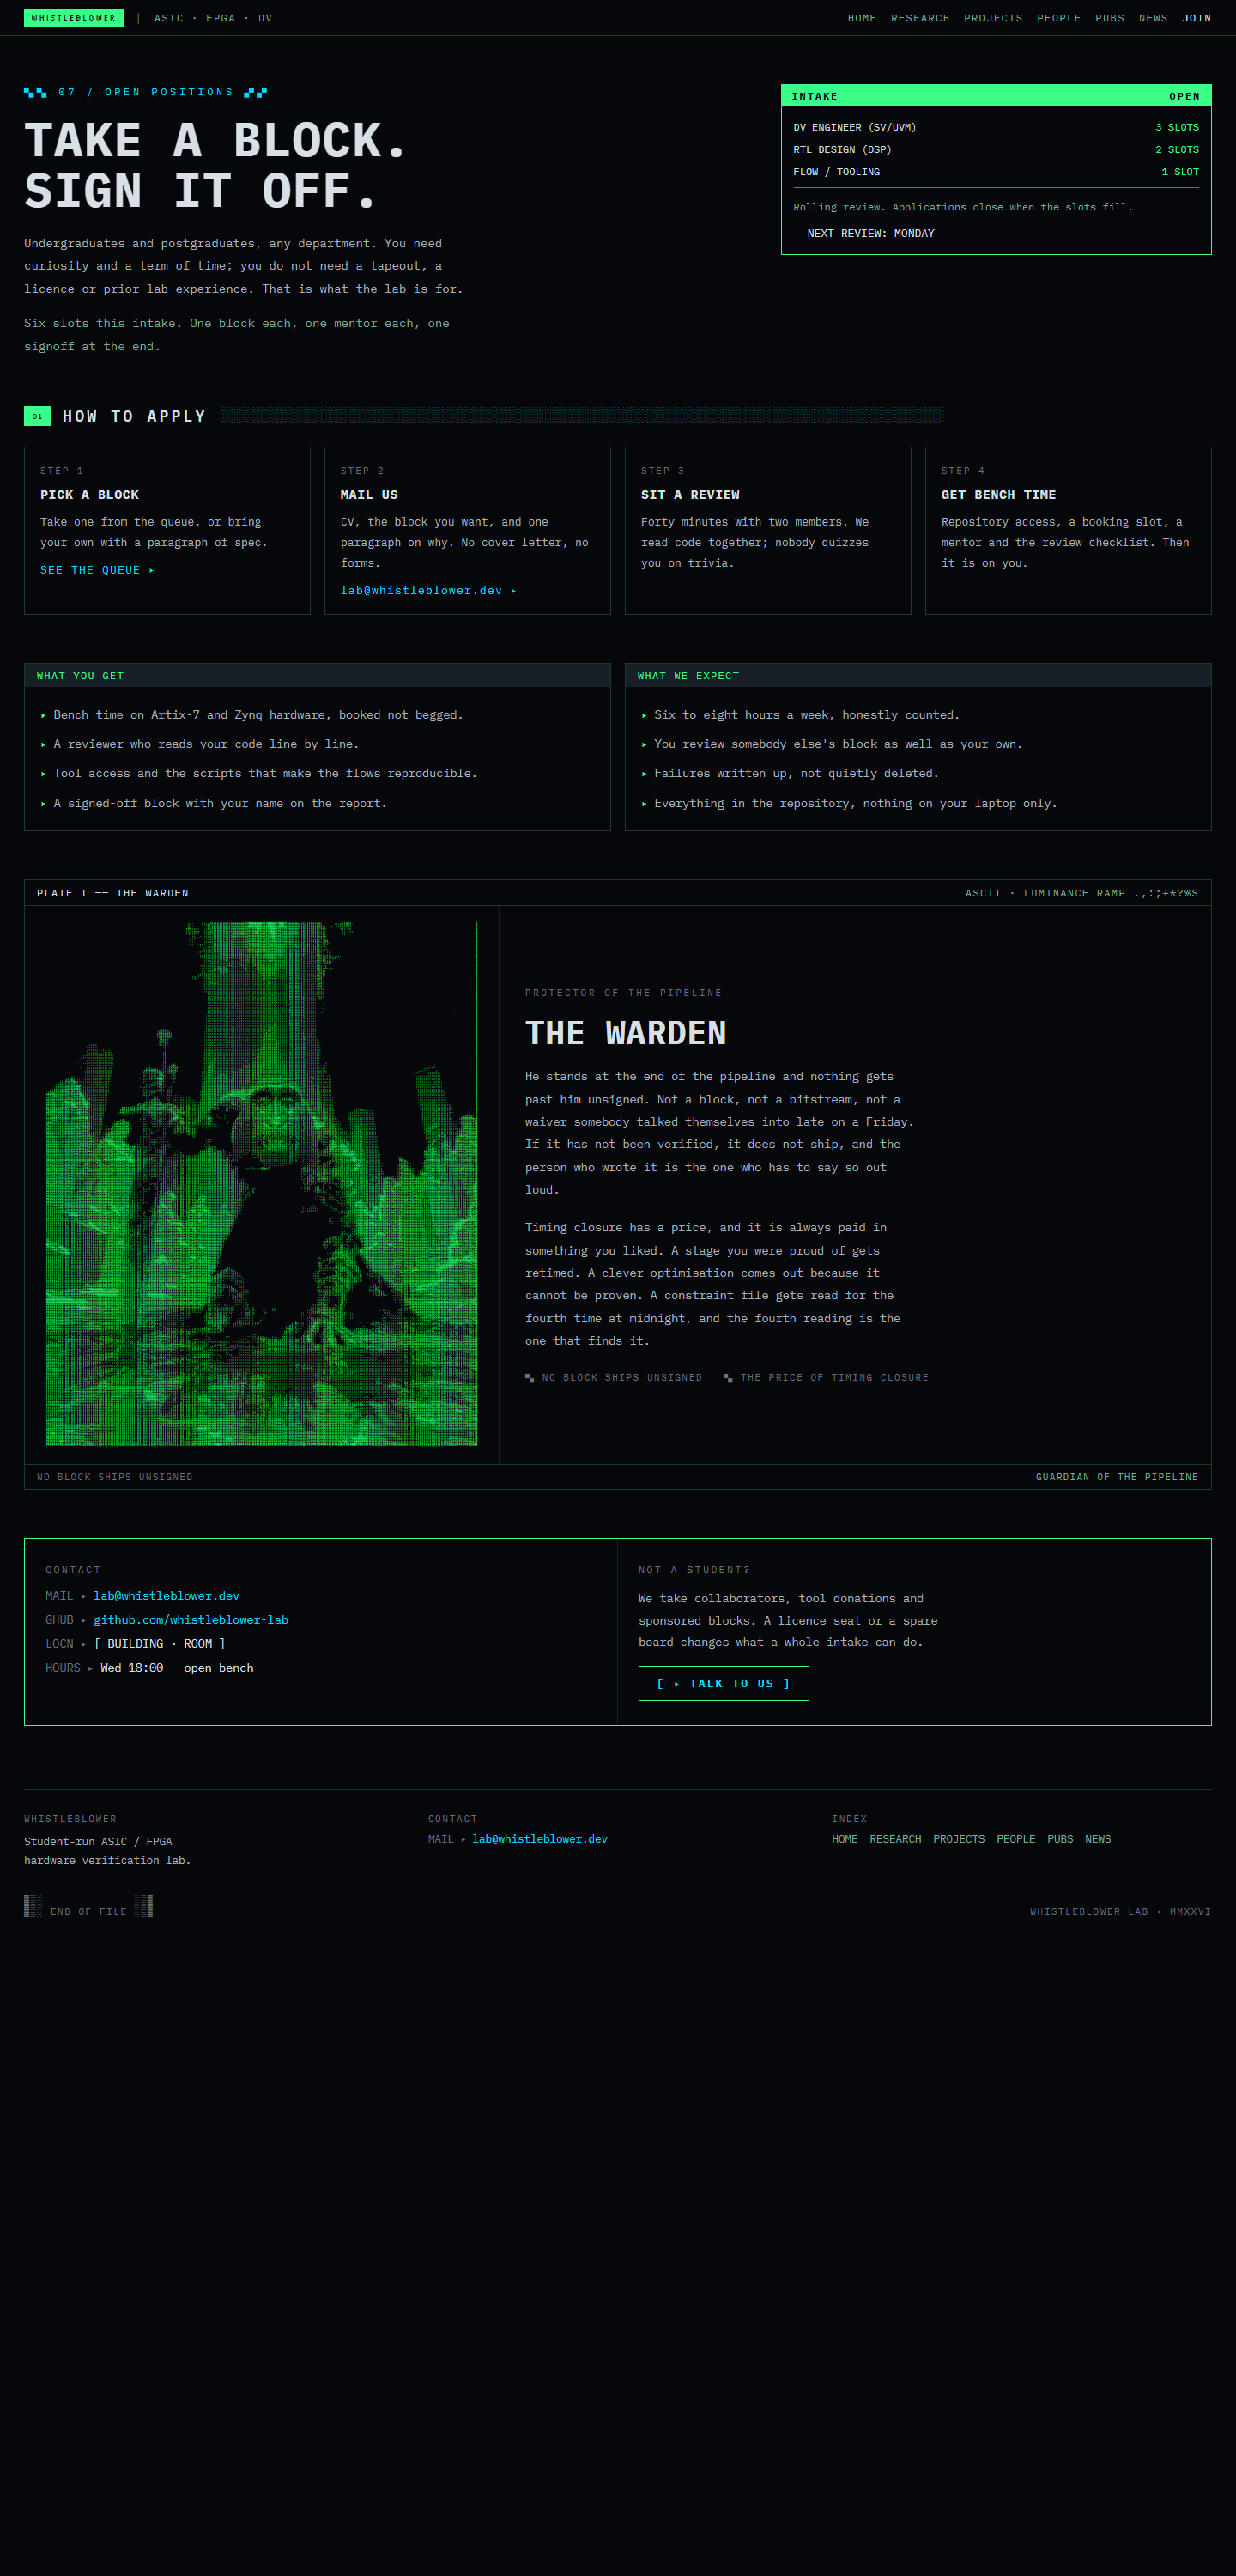 WHISTLEBLOWER | ASIC · FPGA · DV
HOME RESEARCH PROJECTS PEOPLE PUBS NEWS JOIN
▚▚ 07 / OPEN POSITIONS ▞▞
TAKE A BLOCK.
SIGN IT OFF.
Undergraduates and postgraduates, any department. You need
curiosity and a term of time; you do not need a tapeout, a
licence or prior lab experience. That is what the lab is for.
Six slots this intake. One block each, one mentor each, one
signoff at the end.
INTAKE OPEN
DV ENGINEER (SV/UVM) 3 SLOTS
RTL DESIGN (DSP) 2 SLOTS
FLOW / TOOLING 1 SLOT
Rolling review. Applications close when the slots fill.
NEXT REVIEW: MONDAY
01 HOW TO APPLY
STEP 1
PICK A BLOCK
Take one from the queue, or bring
your own with a paragraph of spec.
SEE THE QUEUE ▸
STEP 2
MAIL US
CV, the block you want, and one
paragraph on why. No cover letter, no
forms.
lab@whistleblower.dev ▸
STEP 3
SIT A REVIEW
Forty minutes with two members. We
read code together; nobody quizzes
you on trivia.
STEP 4
GET BENCH TIME
Repository access, a booking slot, a
mentor and the review checklist. Then
it is on you.
WHAT YOU GET
▸ Bench time on Artix-7 and Zynq hardware, booked not begged.
▸ A reviewer who reads your code line by line.
▸ Tool access and the scripts that make the flows reproducible.
▸ A signed-off block with your name on the report.
WHAT WE EXPECT
▸ Six to eight hours a week, honestly counted.
▸ You review somebody else's block as well as your own.
▸ Failures written up, not quietly deleted.
▸ Everything in the repository, nothing on your laptop only.
PLATE I ── THE WARDEN
ASCII · LUMINANCE RAMP .,:;+*?%S
PROTECTOR OF THE PIPELINE
THE WARDEN
He stands at the end of the pipeline and nothing gets
past him unsigned. Not a block, not a bitstream, not a
waiver somebody talked themselves into late on a Friday.
If it has not been verified, it does not ship, and the
person who wrote it is the one who has to say so out
loud.
Timing closure has a price, and it is always paid in
something you liked. A stage you were proud of gets
retimed. A clever optimisation comes out because it
cannot be proven. A constraint file gets read for the
fourth time at midnight, and the fourth reading is the
one that finds it.
▚ NO BLOCK SHIPS UNSIGNED ▚ THE PRICE OF TIMING CLOSURE
NO BLOCK SHIPS UNSIGNED
GUARDIAN OF THE PIPELINE
CONTACT
MAIL ▸ lab@whistleblower.dev
GHUB ▸ github.com/whistleblower-lab
LOCN ▸ [ BUILDING · ROOM ]
HOURS ▸ Wed 18:00 — open bench
NOT A STUDENT?
We take collaborators, tool donations and
sponsored blocks. A licence seat or a spare
board changes what a whole intake can do.
[ ▸ TALK TO US ]
WHISTLEBLOWER
Student-run ASIC / FPGA
hardware verification lab.
CONTACT
MAIL ▸ lab@whistleblower.dev
INDEX
HOME RESEARCH PROJECTS PEOPLE PUBS NEWS
▓▒░ END OF FILE ░▒▓
WHISTLEBLOWER LAB · MMXXVI